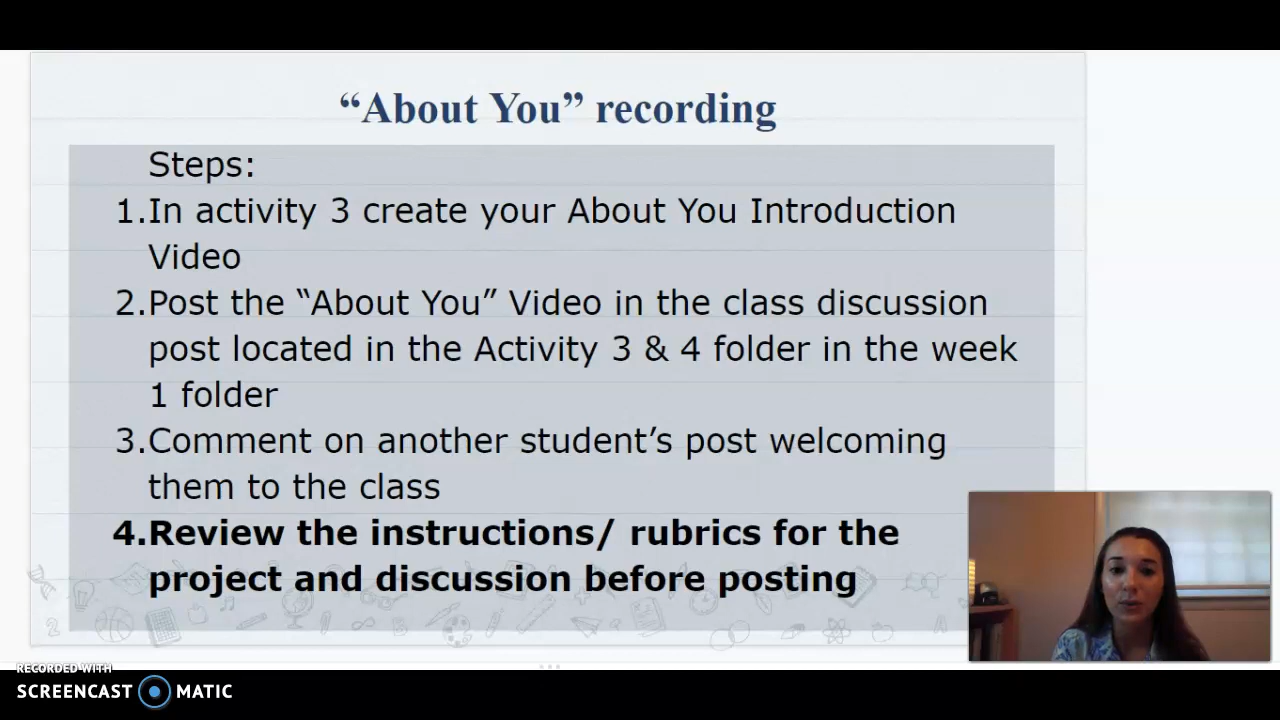 “About You” recording
Steps:
1.In activity 3 create your About You Introduction
Video
2.Post the “About You” Video in the class discussion
post located in the Activity 3 & 4 folder in the week
1 folder
3.Comment on another student’s post welcoming
them to the class
4.Review the instructions/ rubrics for the
project and discussion before posting
RECORDED WITH
SCREENCAST MATIC